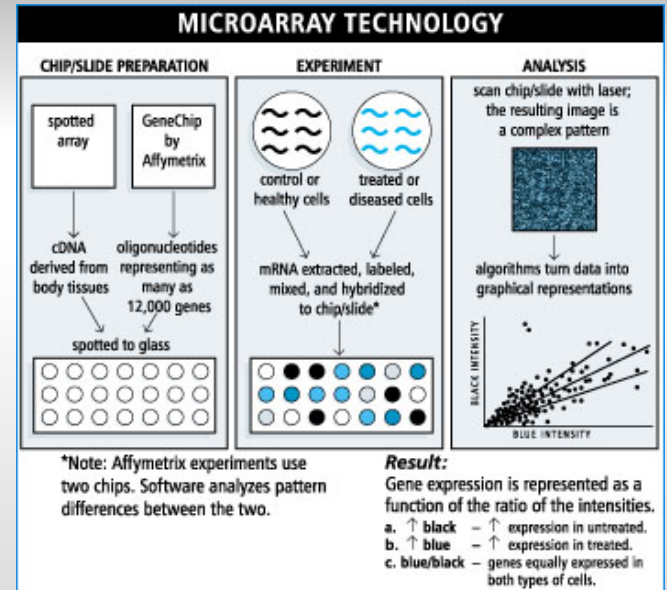 MICROARRAY TECHNOLOGY
CHIP/SLIDE PREPARATION
spotted
array
GeneChip
by
Affymetrix
cDNA
derived from
body tissues
oligonucleotides
representing as
many as
12,000 genes
spotted to glass
EXPERIMENT
control or
healthy cells
treated or
diseased cells
mRNA extracted, labeled,
mixed, and hybridized
to chip/slide*
ANALYSIS
scan chip/slide with laser;
the resulting image is
a complex pattern
algorithms turn data into
graphical representations
BLACK INTENSITY
BLUE INTENSITY
*Note: Affymetrix experiments use
two chips. Software analyzes pattern
differences between the two.
Result:
Gene expression is represented as a
function of the ratio of the intensities.
a. ↑ black – ↑ expression in untreated.
b. ↑ blue – ↑ expression in treated.
c. blue/black – genes equally expressed in
both types of cells.